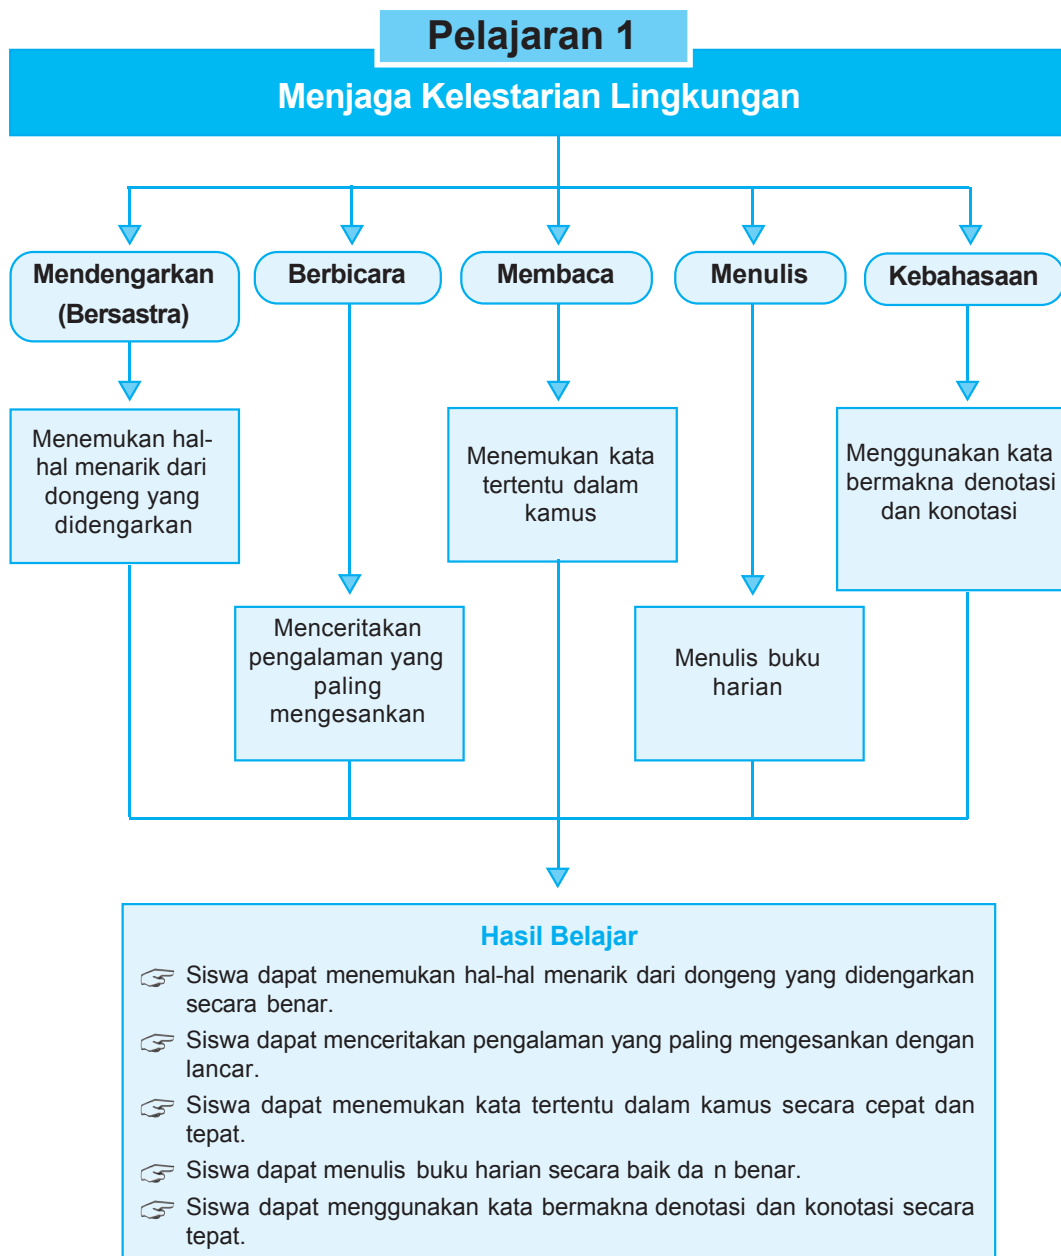 Pelajaran 1
Menjaga Kelestarian Lingkungan
Mendengarkan
(Bersastra)
Berbicara
Membaca
Menulis
Kebahasaan
Menemukan hal-
hal menarik dari
dongeng yang
didengarkan
Menceritakan
pengalaman yang
paling
mengesankan
Menemukan kata
tertentu dalam
kamus
Menulis buku
harian
Menggunakan kata
bermakna denotasi
dan konotasi
Hasil Belajar
Siswa dapat menemukan hal-hal menarik dari dongeng yang didengarkan
secara benar.
Siswa dapat menceritakan pengalaman yang paling mengesankan dengan
lancar.
Siswa dapat menemukan kata tertentu dalam kamus secara cepat dan
tepat.
Siswa dapat menulis buku harian secara baik da n benar.
Siswa dapat menggunakan kata bermakna denotasi dan konotasi secara
tepat.